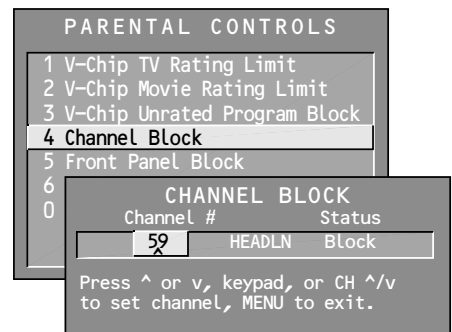 PARENTAL CONTROLS
1 V-Chip TV Rating Limit
2 V-Chip Movie Rating Limit
3 V-Chip Unrated Program Block
4 Channel Block
5 Front Panel Block
6
0
CHANNEL BLOCK
Channel # Status
59 HEADLN Block
Press ^ or v, keypad, or CH ^/v
to set channel, MENU to exit.